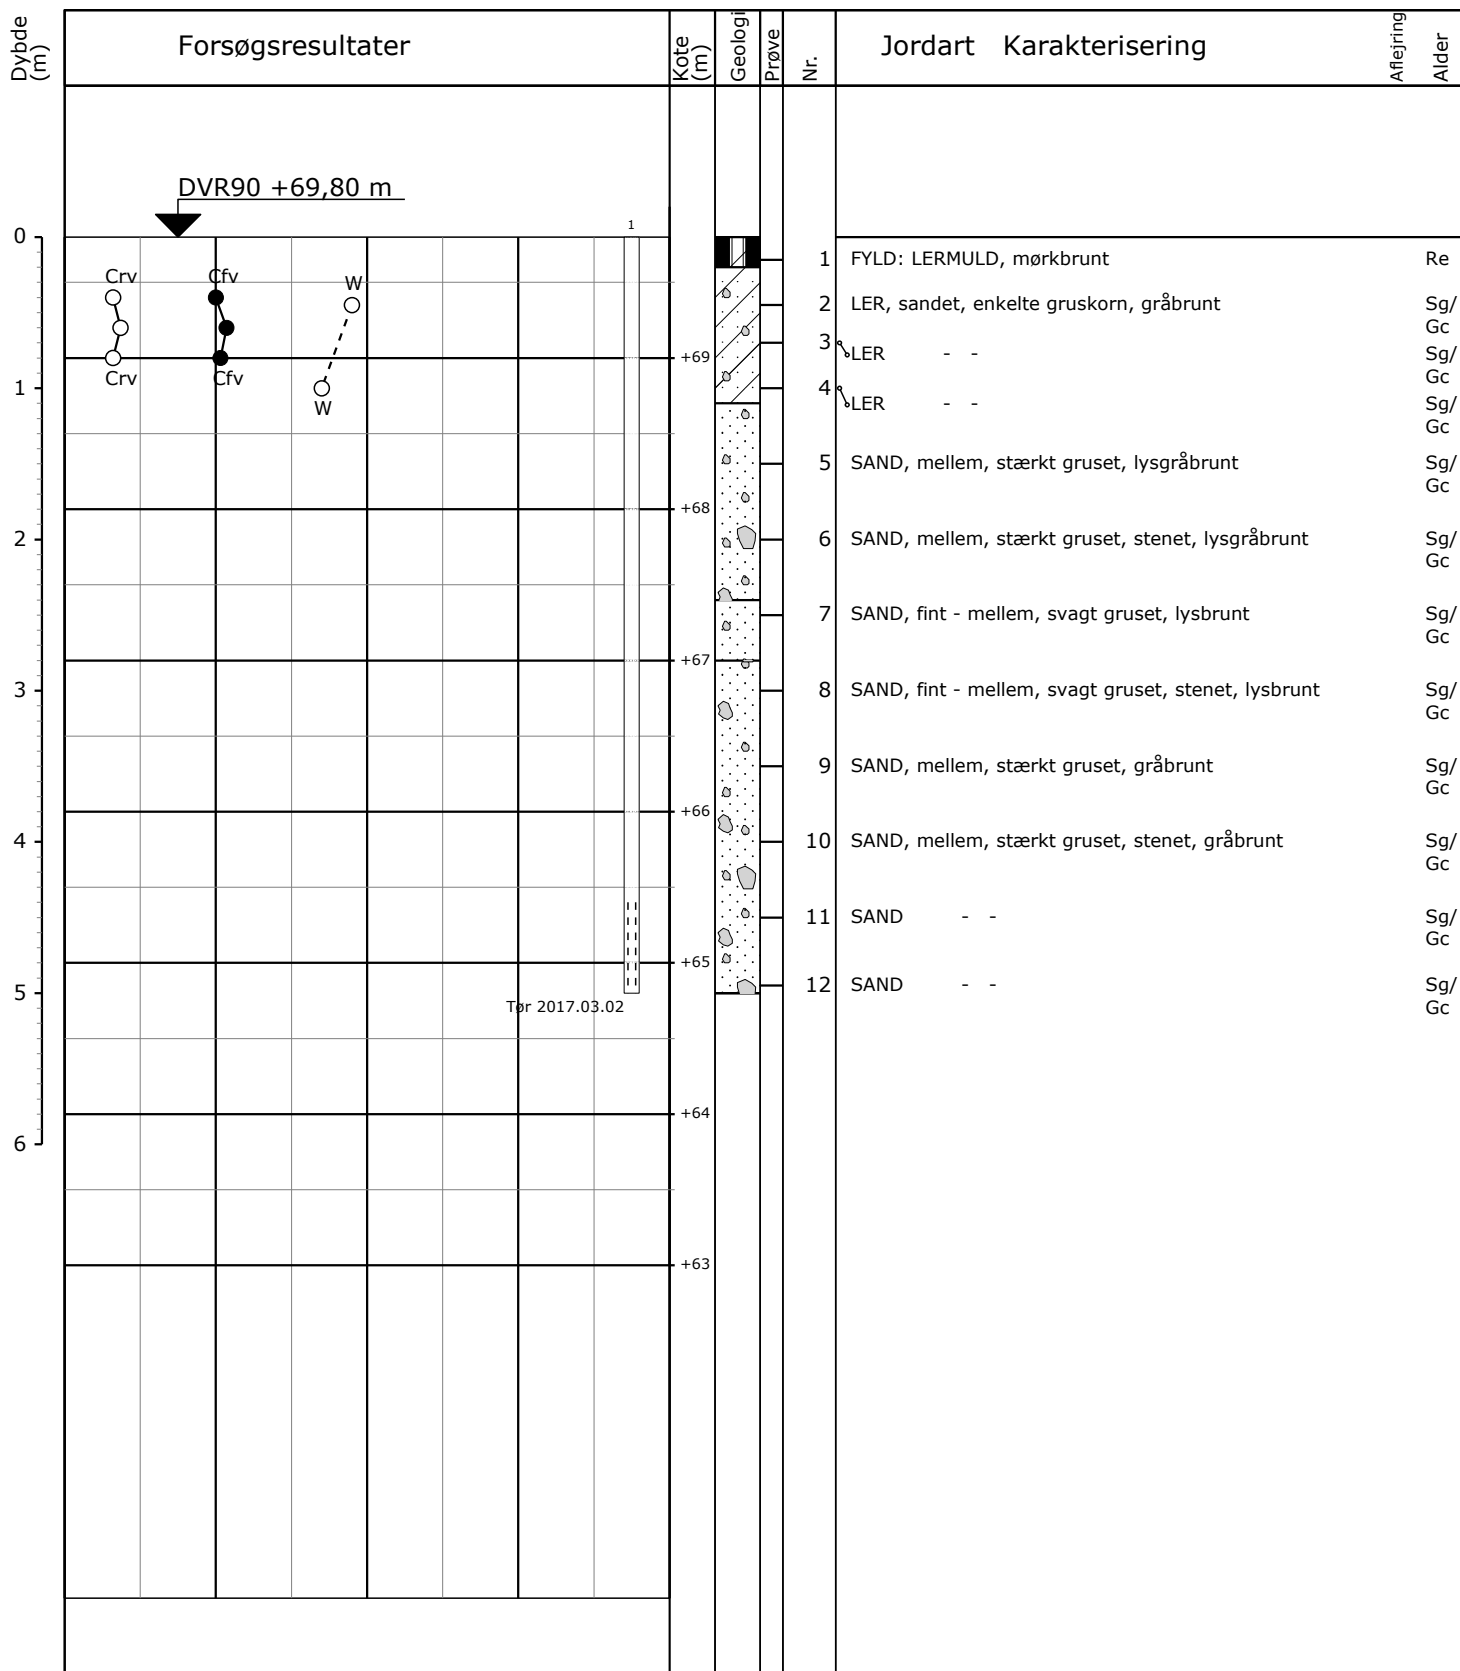 Dybde (m)
Forsøgsresultater
Kote (m)
Geologi
Prøve
Nr.
Jordart Karakterisering
Aflejring
Alder
DVR90 +69,80 m
1
0
1 FYLD: LERMULD, mørkbrunt Re
Crv Cfv W
2 LER, sandet, enkelte gruskorn, gråbrunt Sg/
Gc
3 LER - - Sg/
Gc
+69
Crv Cfv
1
W
4 LER - - Sg/
Gc
5 SAND, mellem, stærkt gruset, lysgråbrunt Sg/
Gc
+68
2
6 SAND, mellem, stærkt gruset, stenet, lysgråbrunt Sg/
Gc
7 SAND, fint - mellem, svagt gruset, lysbrunt Sg/
Gc
+67
3
8 SAND, fint - mellem, svagt gruset, stenet, lysbrunt Sg/
Gc
9 SAND, mellem, stærkt gruset, gråbrunt Sg/
Gc
+66
4
10 SAND, mellem, stærkt gruset, stenet, gråbrunt Sg/
Gc
11 SAND - - Sg/
Gc
+65
5
12 SAND - - Sg/
Gc
Tør 2017.03.02
+64
6
+63